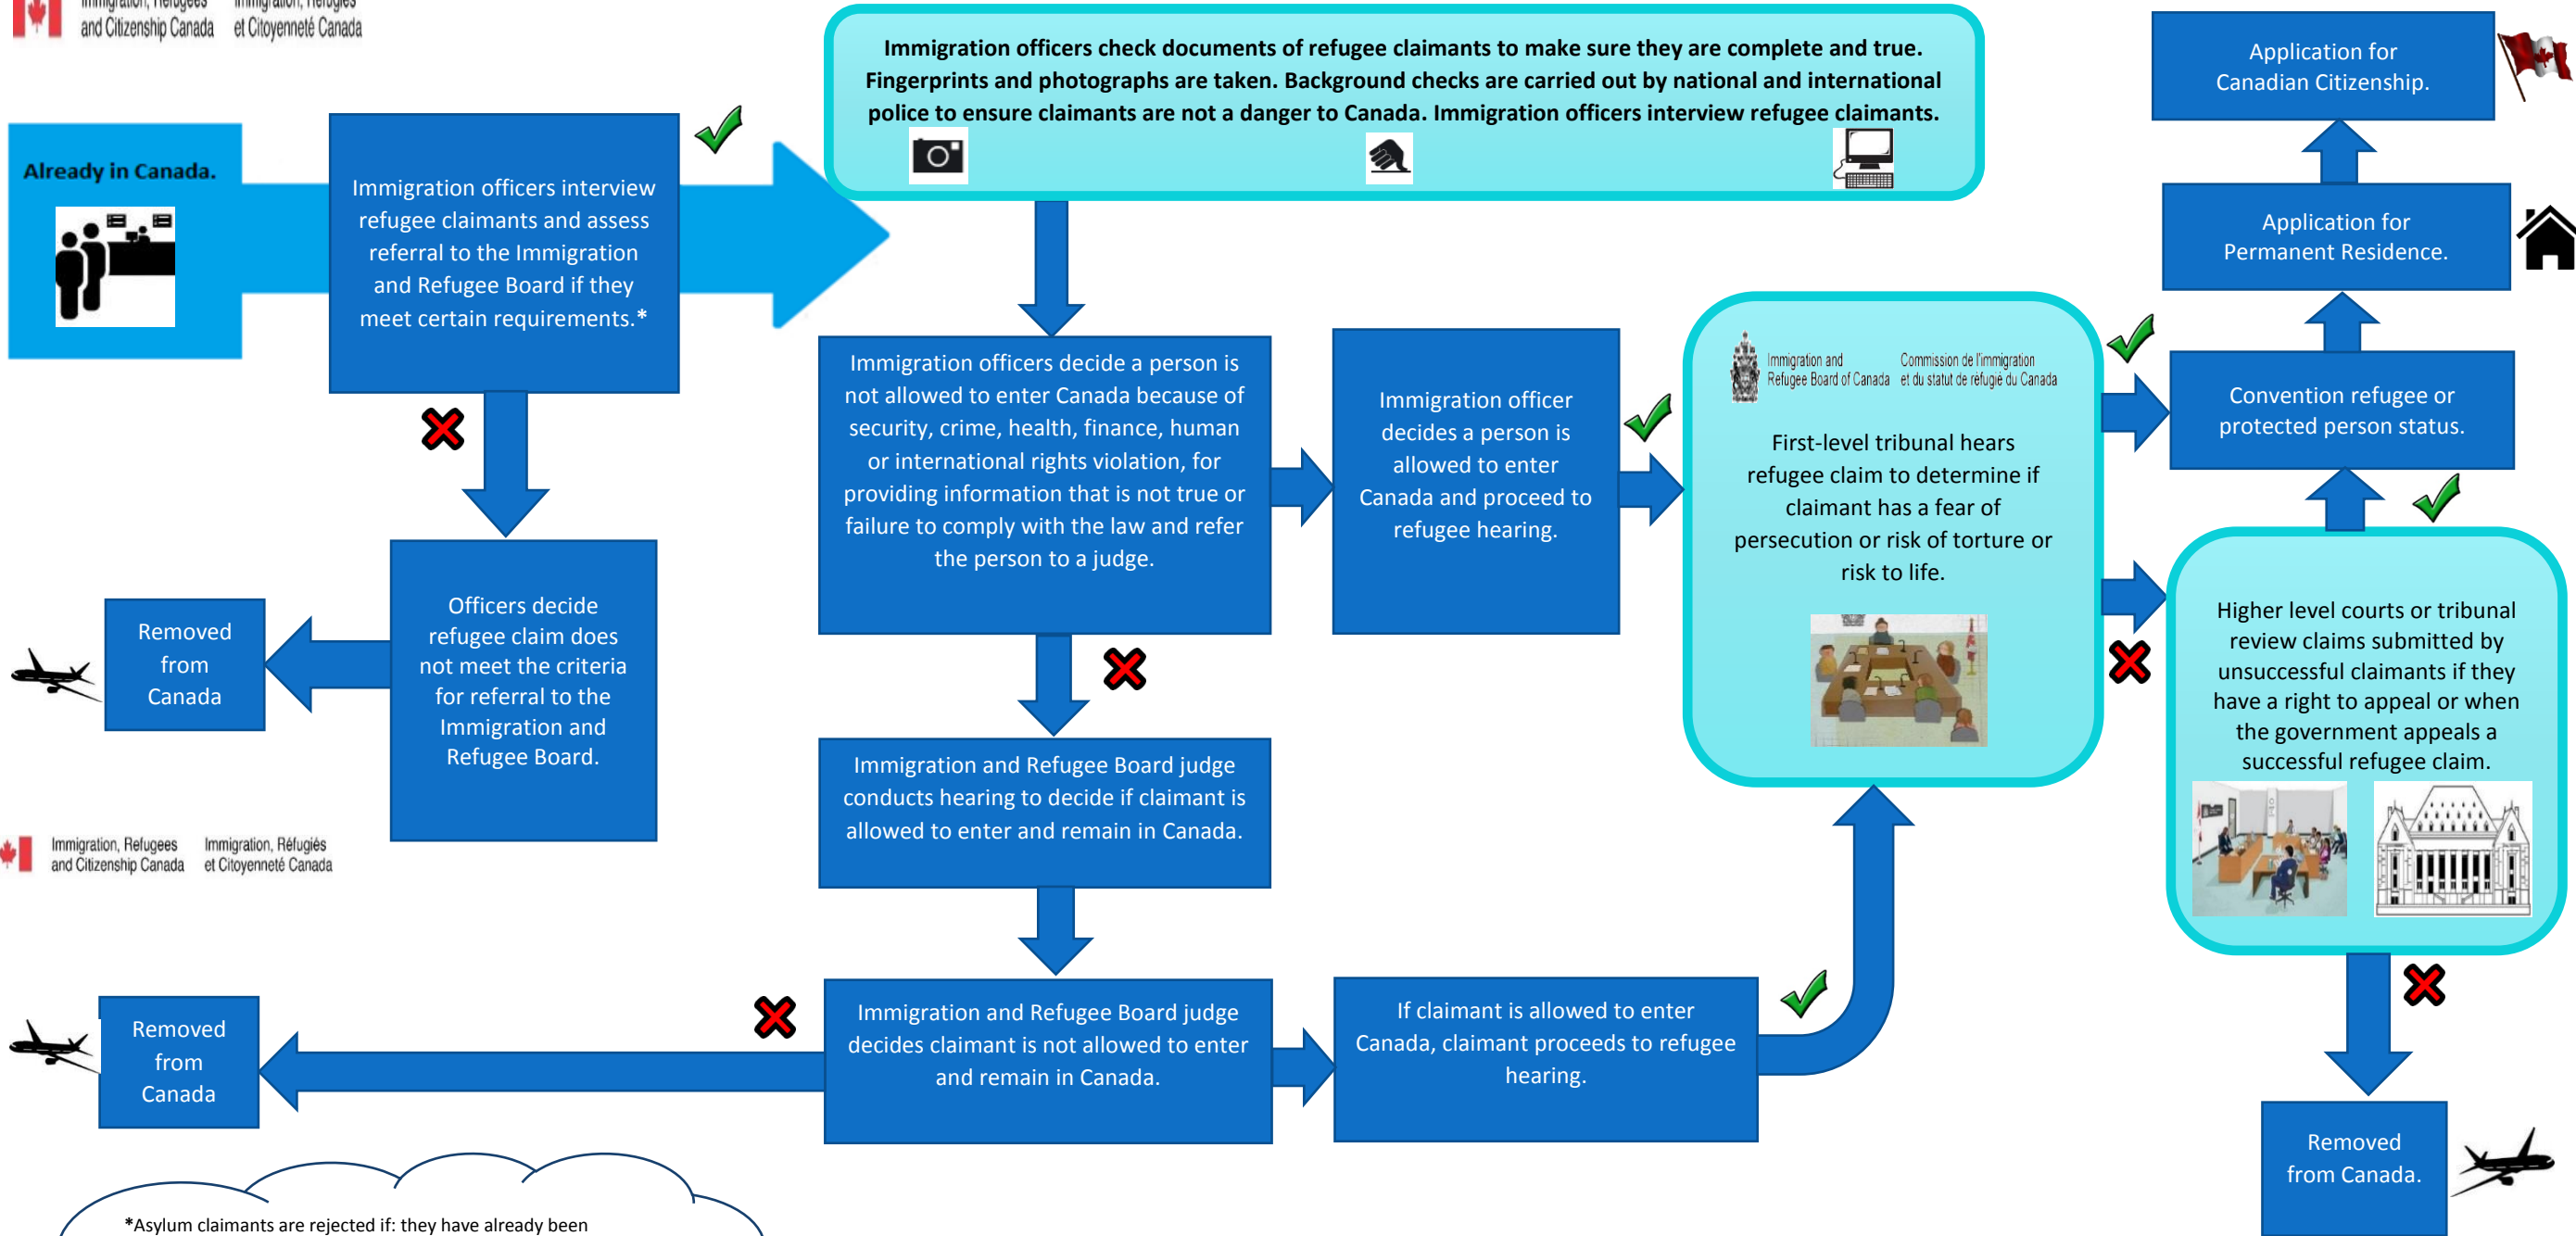 Immigration, Refugees
and Citizenship Canada
Immigration, Réfugiés
et Citoyenneté Canada
Already in Canada.
Immigration officers interview
refugee claimants and assess
referral to the Immigration
and Refugee Board if they
meet certain requirements.*
Immigration officers check documents of refugee claimants to make sure they are complete and true.
Fingerprints and photographs are taken. Background checks are carried out by national and international
police to ensure claimants are not a danger to Canada. Immigration officers interview refugee claimants.
Application for
Canadian Citizenship.
Application for
Permanent Residence.
Convention refugee or
protected person status.
Immigration officers decide a person is
not allowed to enter Canada because of
security, crime, health, finance, human
or international rights violation, for
providing information that is not true or
failure to comply with the law and refer
the person to a judge.
Immigration officer
decides a person is
allowed to enter
Canada and proceed to
refugee hearing.
Immigration and
Refugee Board of Canada
Commission de l'immigration
et du statut de réfugié du Canada
First-level tribunal hears
refugee claim to determine if
claimant has a fear of
persecution or risk of torture or
risk to life.
Higher level courts or tribunal
review claims submitted by
unsuccessful claimants if they
have a right to appeal or when
the government appeals a
successful refugee claim.
Officers decide
refugee claim does
not meet the criteria
for referral to the
Immigration and
Refugee Board.
Removed
from
Canada
Immigration and Refugee Board judge
conducts hearing to decide if claimant is
allowed to enter and remain in Canada.
Immigration, Refugees
and Citizenship Canada
Immigration, Réfugiés
et Citoyenneté Canada
Removed
from
Canada
Immigration and Refugee Board judge
decides claimant is not allowed to enter
and remain in Canada.
If claimant is allowed to enter
Canada, claimant proceeds to refugee
hearing.
Removed
from Canada.
*Asylum claimants are rejected if: they have already been